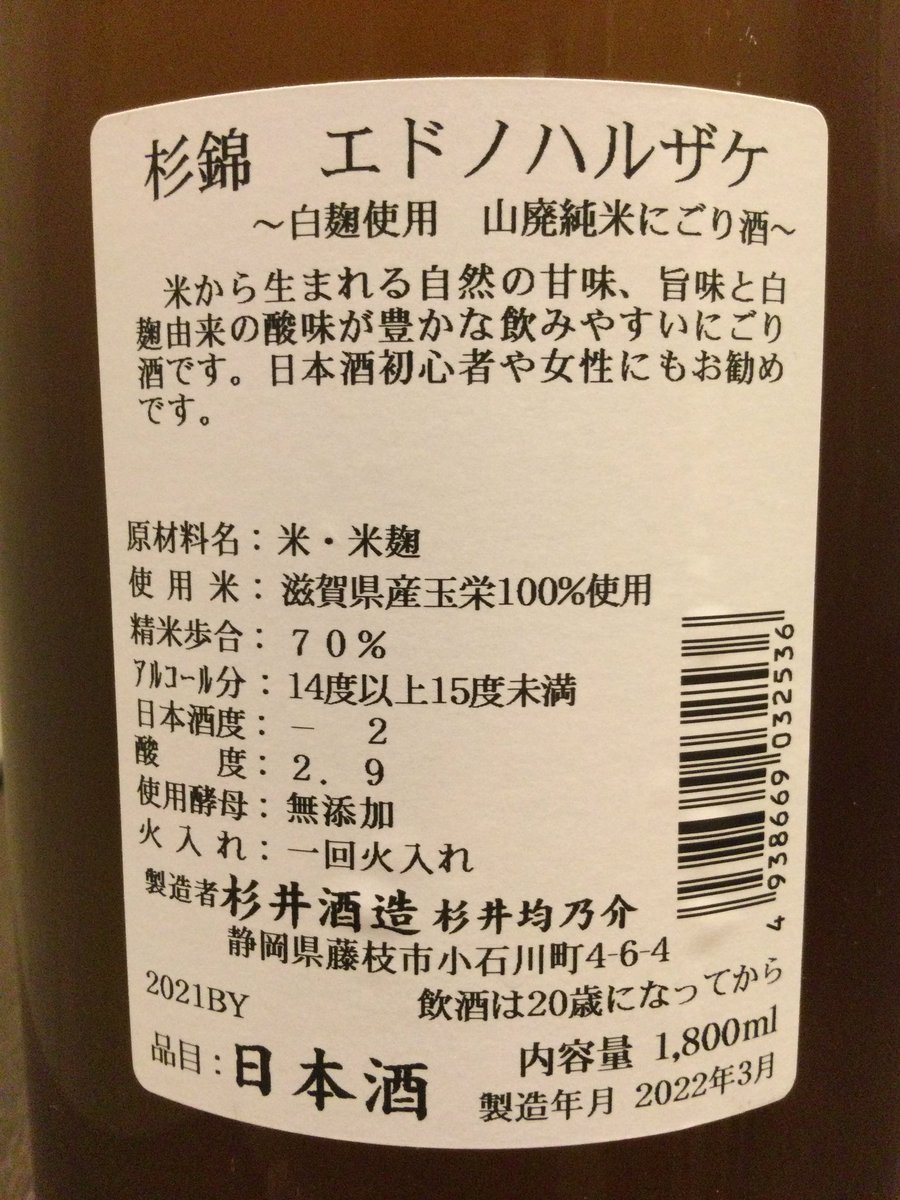 杉錦　エドノハルザケ
～白麹使用　山廃純米にごり酒～
米から生まれる自然の甘味、旨味と白
麹由来の酸味が豊かな飲みやすいにごり
酒です。日本酒初心者や女性にもお勧め
です。
原材料名：米・米麹
使用米：滋賀県産玉栄100%使用
精米歩合：70%
ｱﾙｺｰﾙ分：14度以上15度未満
日本酒度：－　2
酸　度：2．9
使用酵母：無添加
火入れ：一回火入れ
製造者 杉井酒造 杉井均乃介
静岡県藤枝市小石川町4-6-4
2021BY　飲酒は20歳になってから
品目：日本酒
内容量 1,800ml
製造年月 2022年3月
4 938669 032536